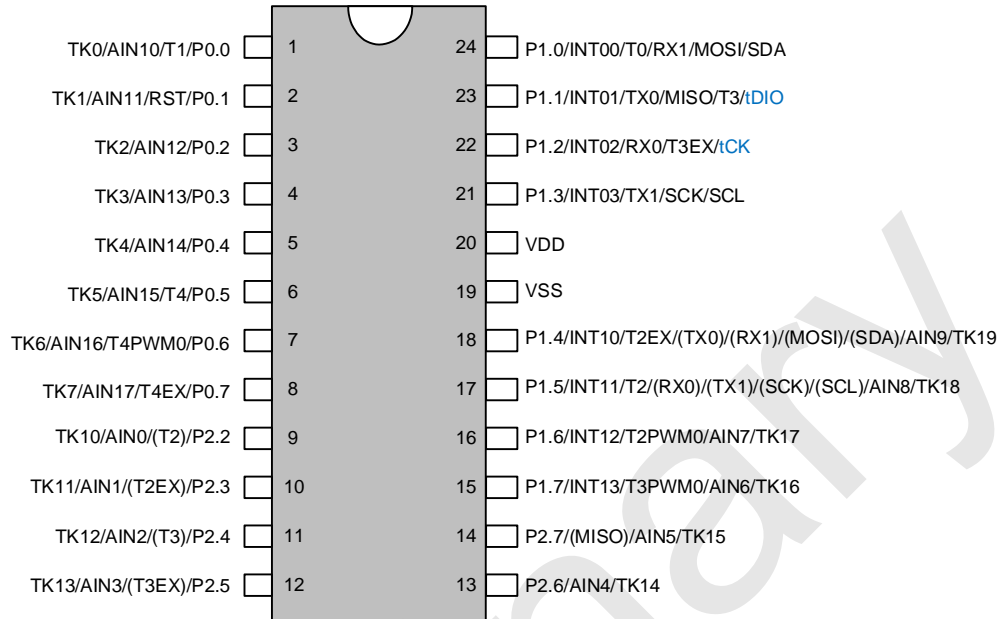 TK0/AIN10/T1/P0.0 1 24 P1.0/INT00/T0/RX1/MOSI/SDA
TK1/AIN11/RST/P0.1 2 23 P1.1/INT01/TX0/MISO/T3/tDIO
TK2/AIN12/P0.2 3 22 P1.2/INT02/RX0/T3EX/tCK
TK3/AIN13/P0.3 4 21 P1.3/INT03/TX1/SCK/SCL
TK4/AIN14/P0.4 5 20 VDD
TK5/AIN15/T4/P0.5 6 19 VSS
TK6/AIN16/T4PWM0/P0.6 7 18 P1.4/INT10/T2EX/(TX0)/(RX1)/(MOSI)/(SDA)/AIN9/TK19
TK7/AIN17/T4EX/P0.7 8 17 P1.5/INT11/T2/(RX0)/(TX1)/(SCK)/(SCL)/AIN8/TK18
TK10/AIN0/(T2)/P2.2 9 16 P1.6/INT12/T2PWM0/AIN7/TK17
TK11/AIN1/(T2EX)/P2.3 10 15 P1.7/INT13/T3PWM0/AIN6/TK16
TK12/AIN2/(T3)/P2.4 11 14 P2.7/(MISO)/AIN5/TK15
TK13/AIN3/(T3EX)/P2.5 12 13 P2.6/AIN4/TK14